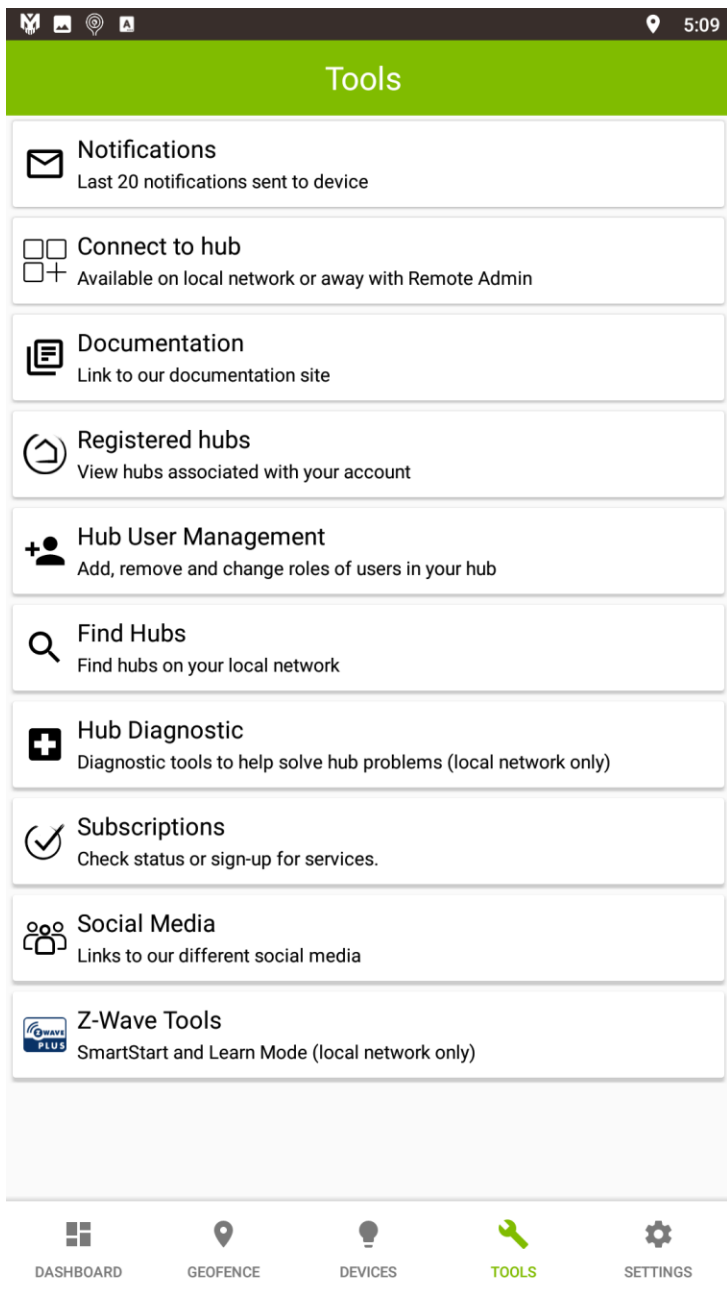 5:09
Tools
Notifications
Last 20 notifications sent to device
Connect to hub
Available on local network or away with Remote Admin
Documentation
Link to our documentation site
Registered hubs
View hubs associated with your account
Hub User Management
Add, remove and change roles of users in your hub
Find Hubs
Find hubs on your local network
Hub Diagnostic
Diagnostic tools to help solve hub problems (local network only)
Subscriptions
Check status or sign-up for services.
Social Media
Links to our different social media
Z-Wave Tools
SmartStart and Learn Mode (local network only)
Z WAVE
PLUS
DASHBOARD GEOFENCE DEVICES TOOLS SETTINGS